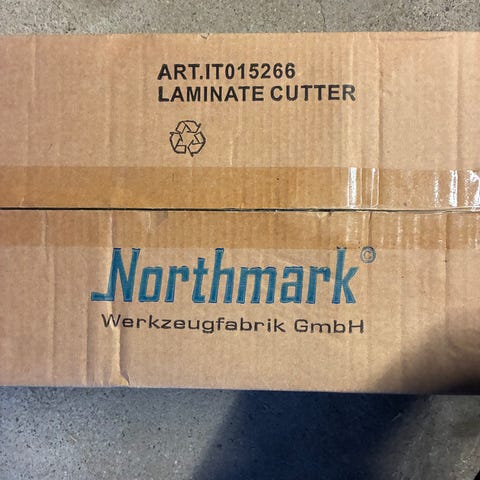 ART.IT015266
LAMINATE CUTTER
Northmark©
Werkzeugfabrik GmbH